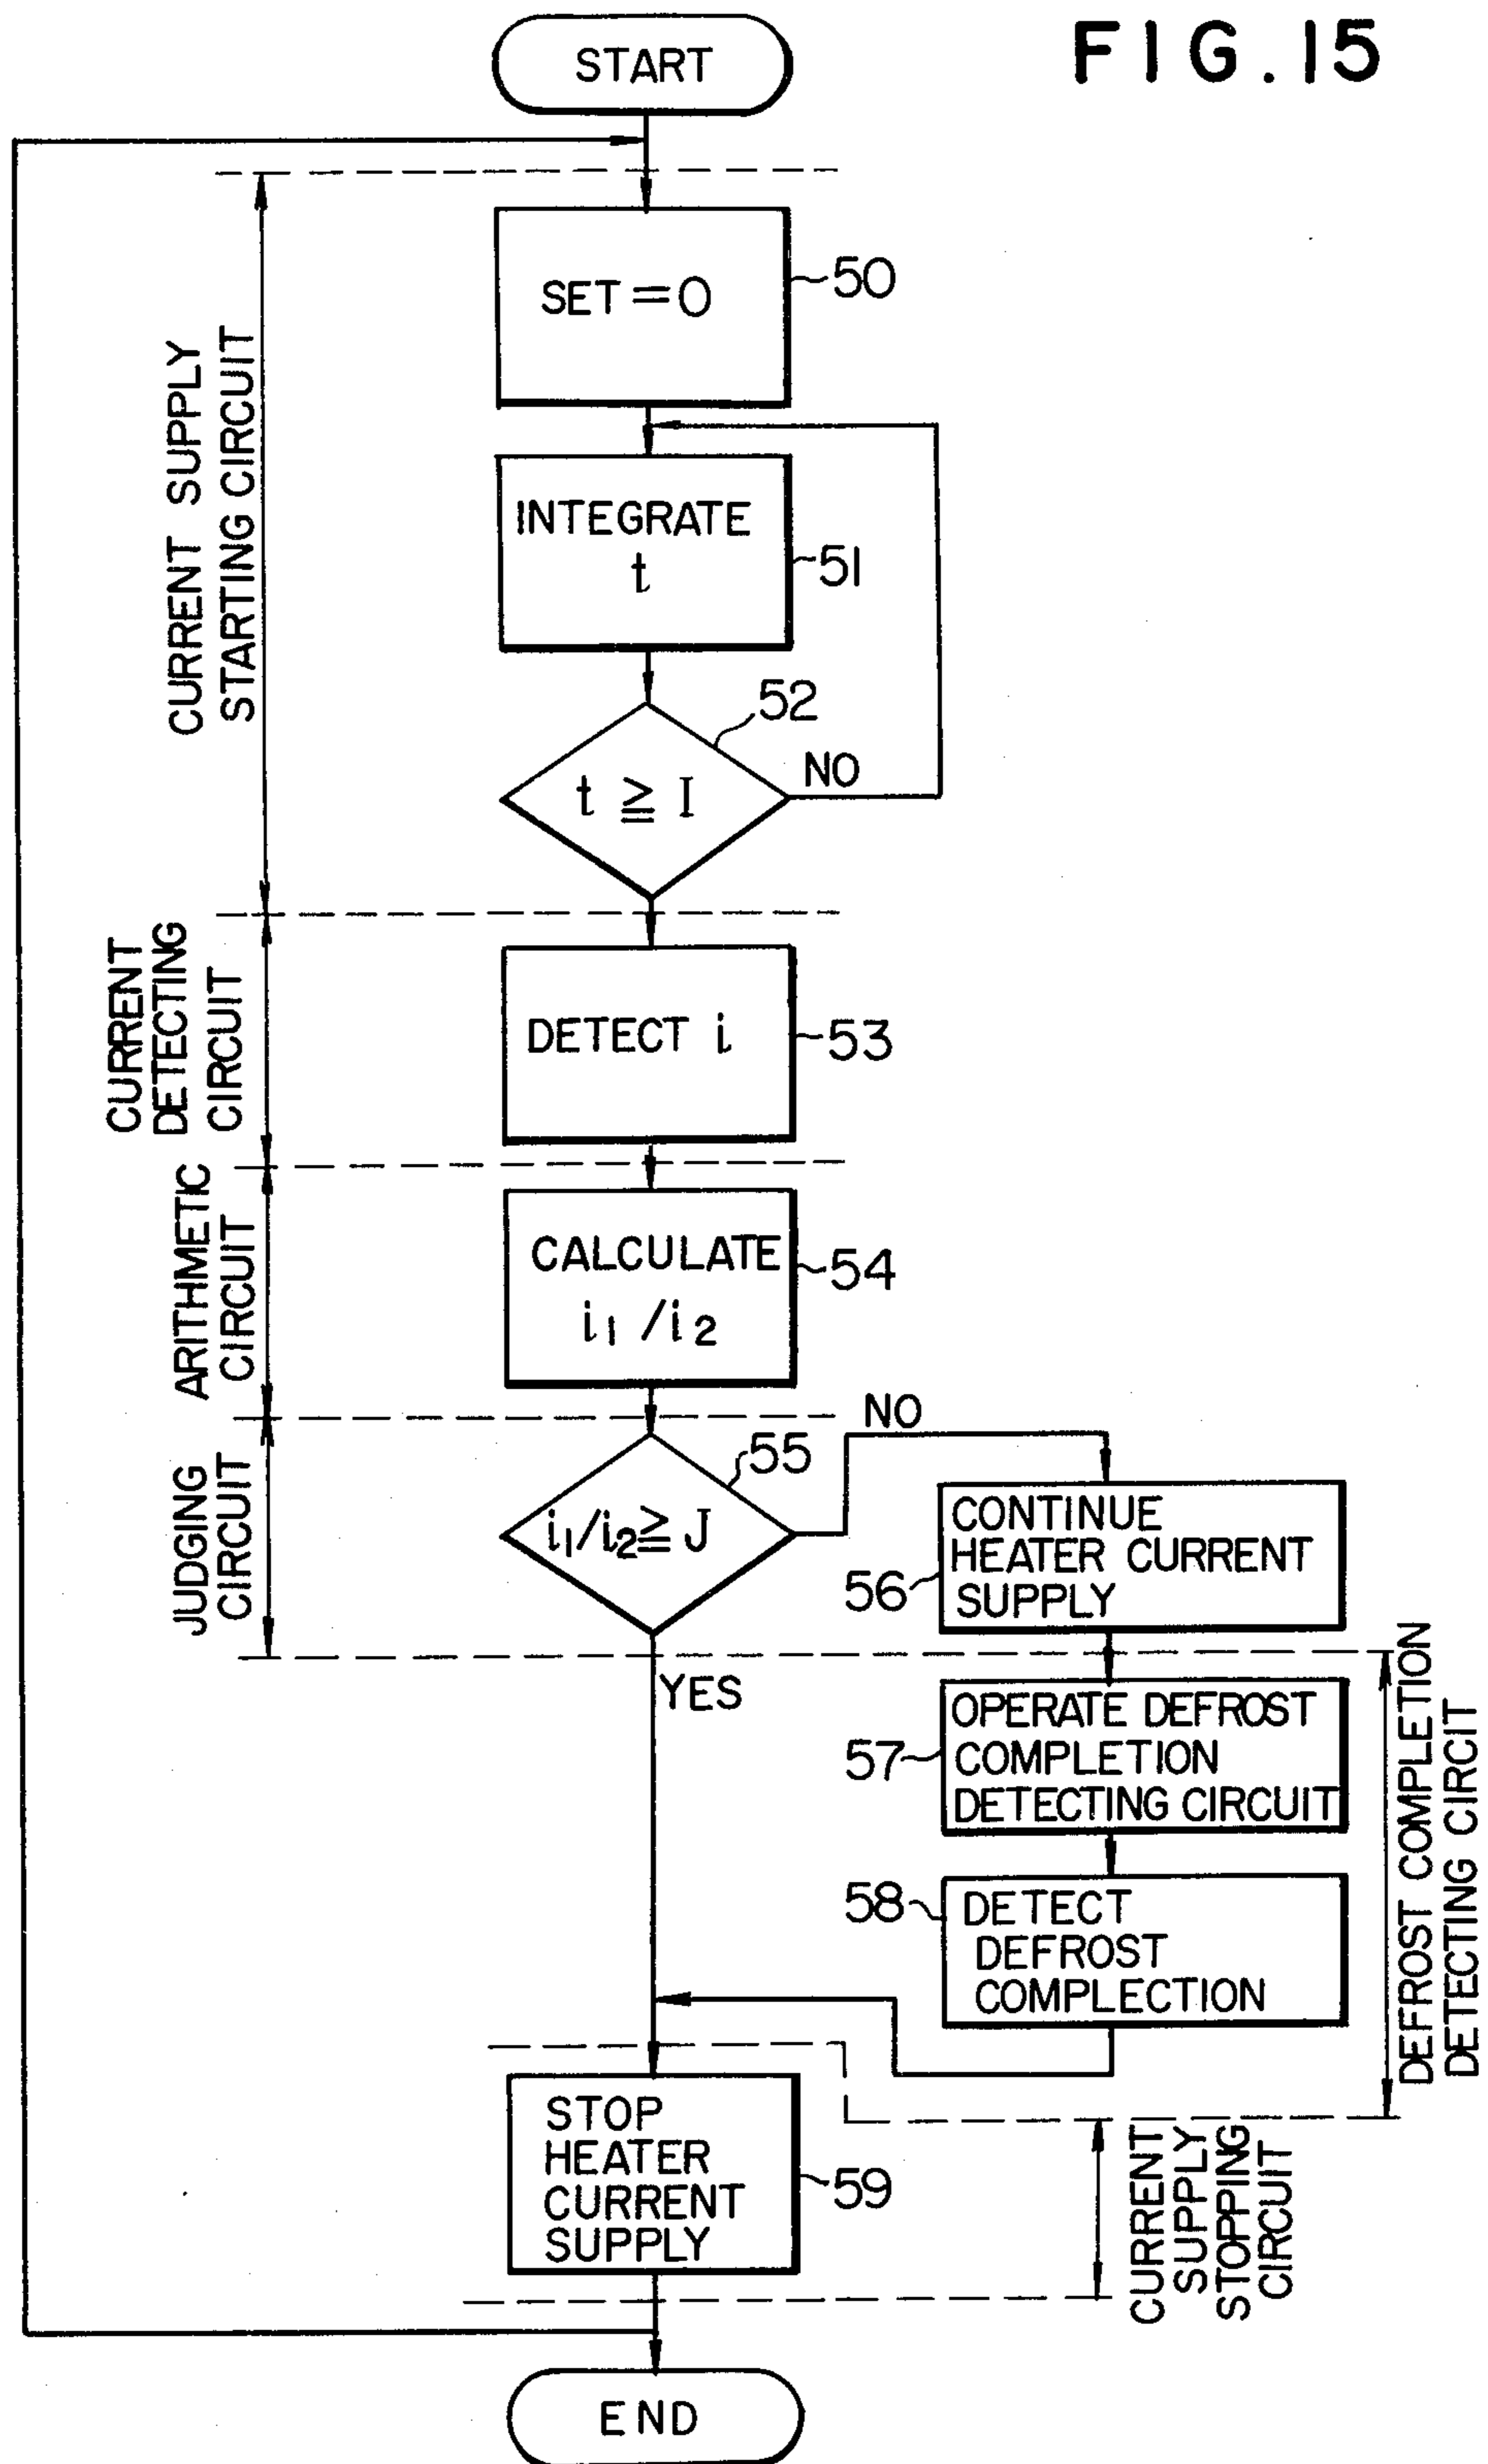 FIG.15
START
SET=0
50
INTEGRATE
t
51
CURRENT SUPPLY
STARTING CIRCUIT
52
t ≧ I
NO
CURRENT
DETECTING
CIRCUIT
DETECT i
53
ARITHMETIC
CIRCUIT
CALCULATE
i₁ /i₂
54
JUDGING
CIRCUIT
55
i₁/i₂≧J
NO
YES
CONTINUE
HEATER CURRENT
SUPPLY
56
OPERATE DEFROST
COMPLETION
DETECTING CIRCUIT
57
58
DETECT
DEFROST
COMPLECTION
DEFROST COMPLETION
DETECTING CIRCIT
STOP
HEATER
CURRENT
SUPPLY
59
CURRENT
SUPPLY
STOPPING
CIRCUIT
END